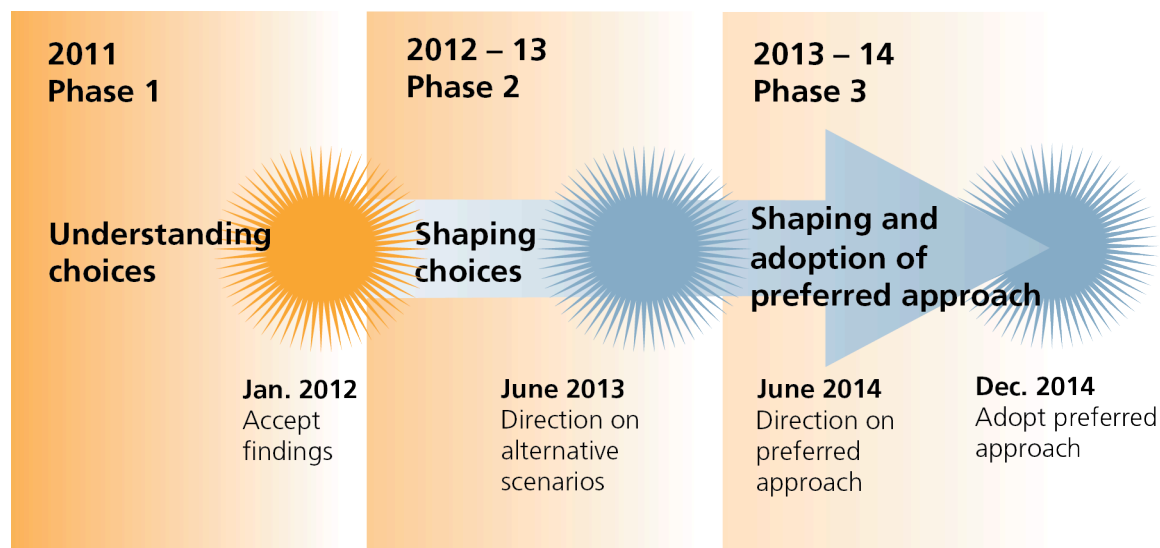 2011
Phase 1
2012 – 13
Phase 2
2013 – 14
Phase 3
Understanding
choices
Shaping
choices
Shaping and
adoption of
preferred approach
Jan. 2012
Accept
findings
June 2013
Direction on
alternative
scenarios
June 2014
Direction on
preferred
approach
Dec. 2014
Adopt preferred
approach